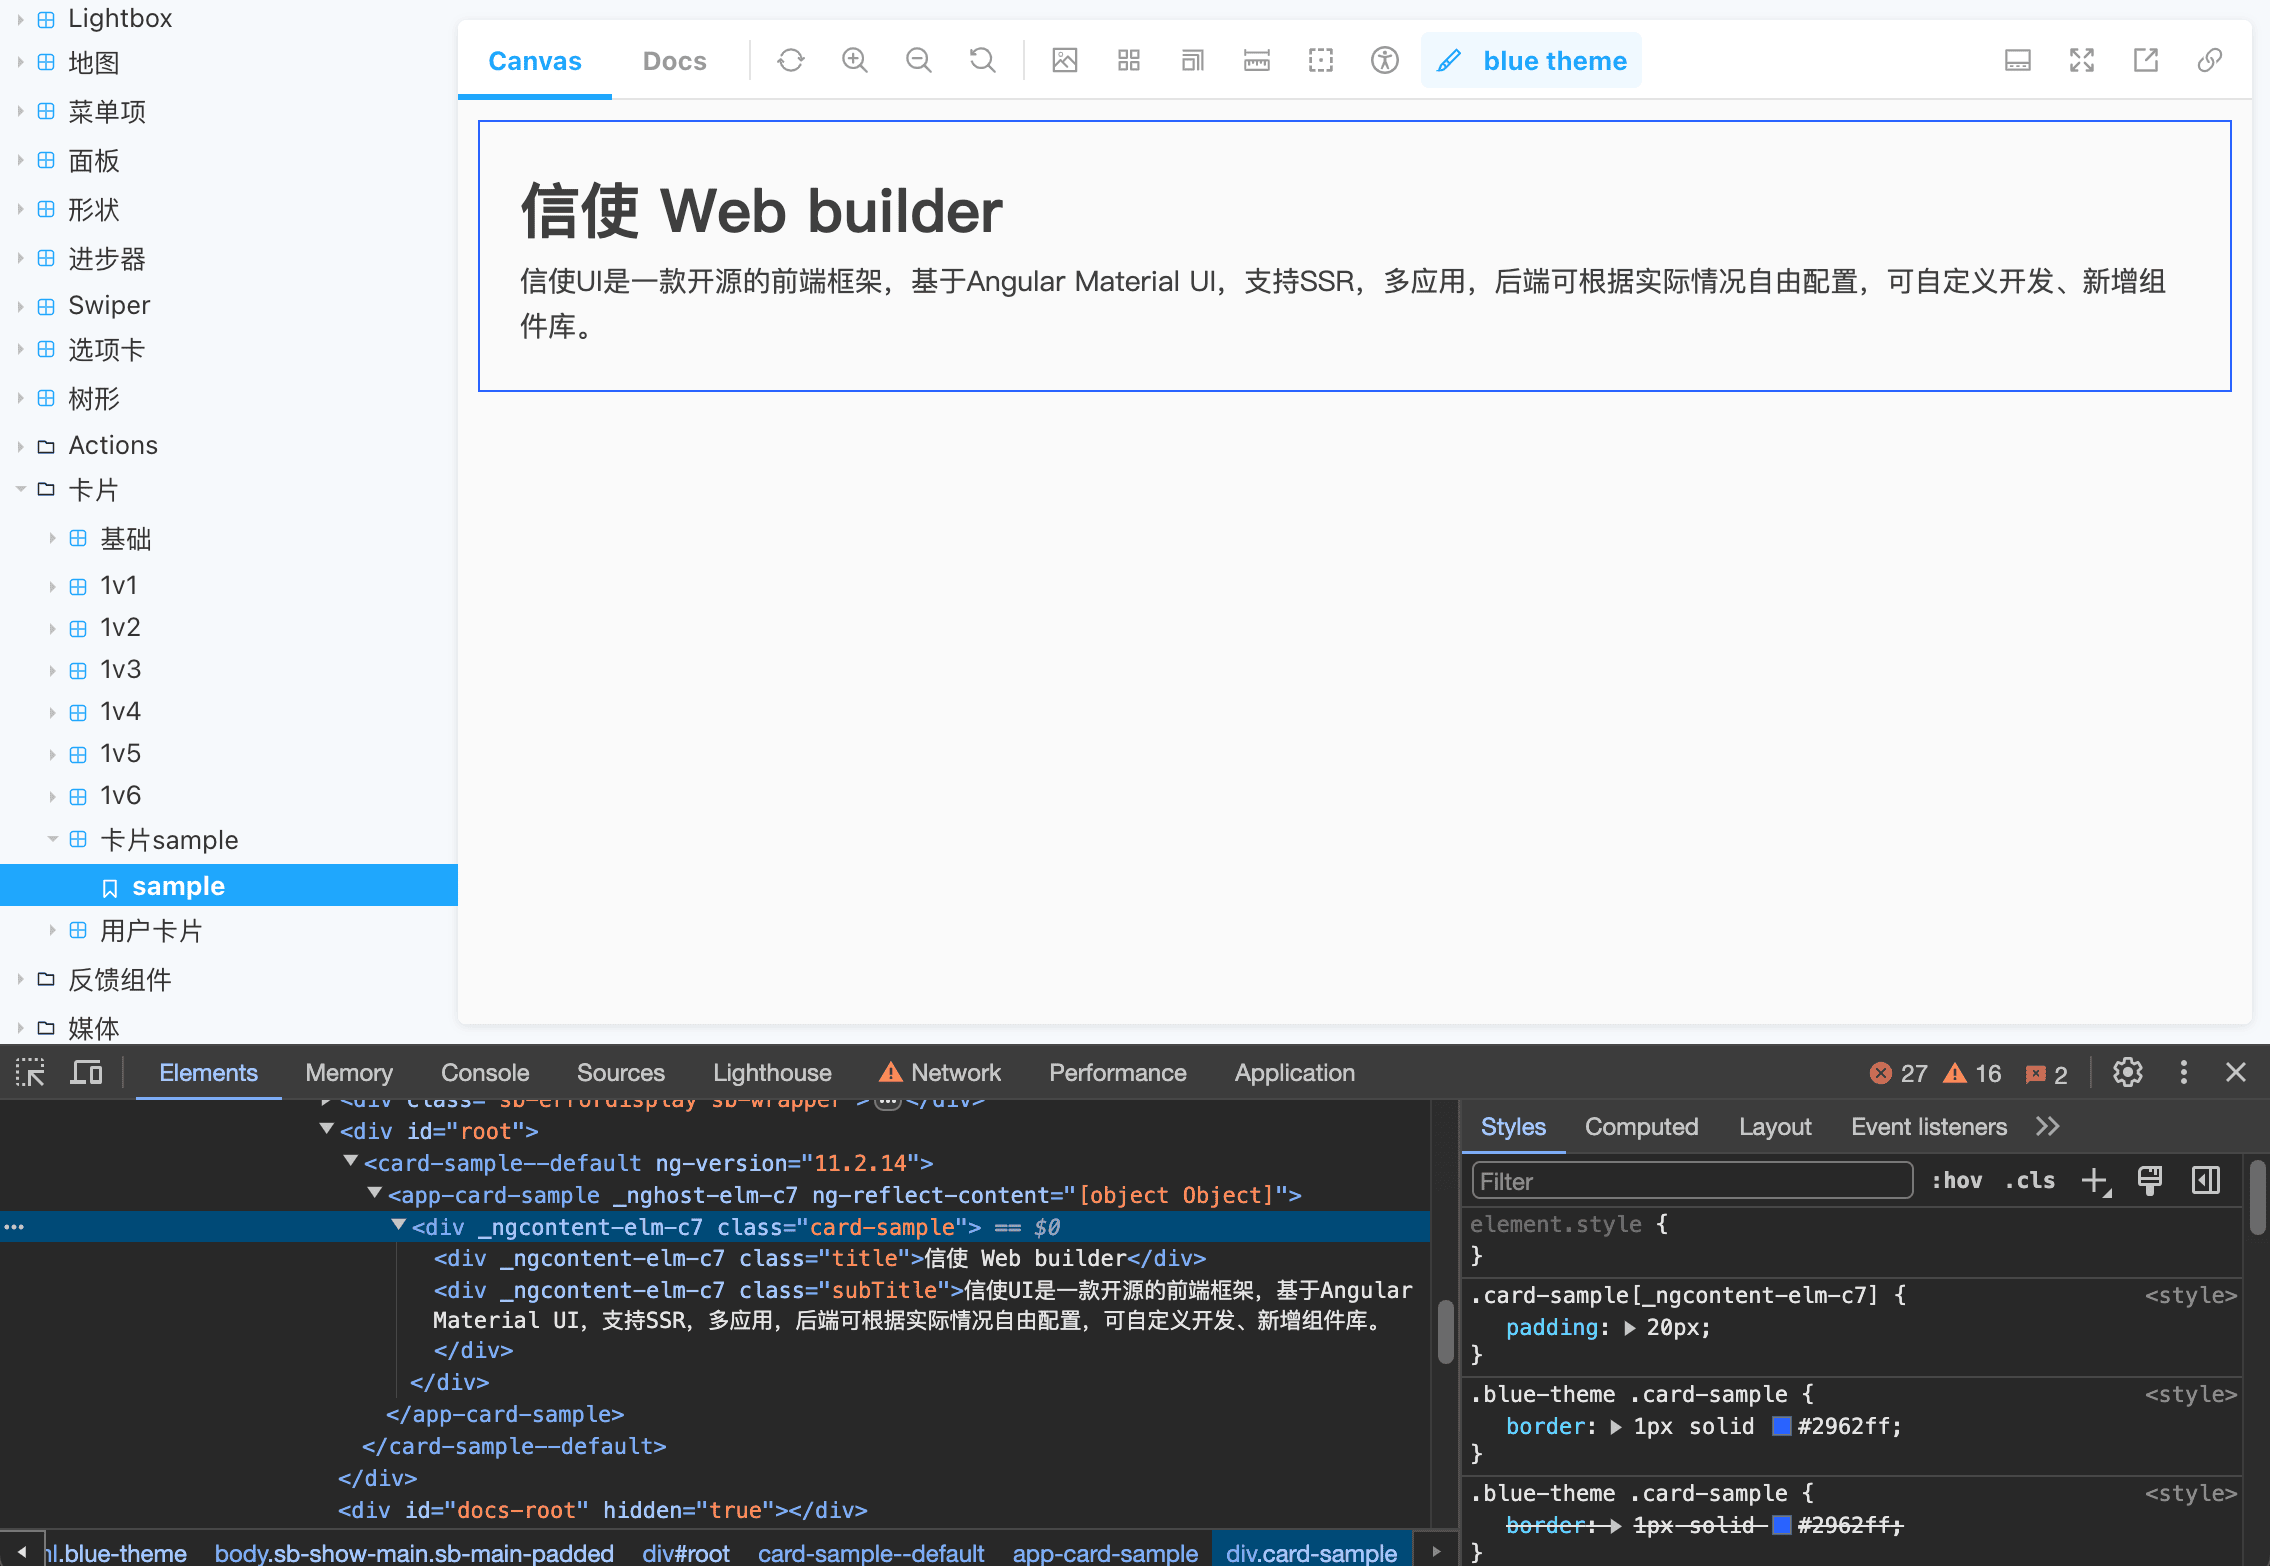 Lightbox
地图
菜单项
面板
形状
进步器
Swiper
选项卡
树形
Actions
卡片
基础
1v1
1v2
1v3
1v4
1v5
1v6
卡片sample
sample
用户卡片
反馈组件
媒体
Canvas Docs blue theme
信使 Web builder
信使UI是一款开源的前端框架，基于Angular Material UI，支持SSR，多应用，后端可根据实际情况自由配置，可自定义开发、新增组
件库。
Elements Memory Console Sources Lighthouse Network Performance Application 27 16 2
<div class="sb-errordisplay sb-wrapper">…</div>
<div id="root">
<card-sample--default ng-version="11.2.14">
<app-card-sample _nghost-elm-c7 ng-reflect-content="[object Object]">
<div _ngcontent-elm-c7 class="card-sample"> == $0
<div _ngcontent-elm-c7 class="title">信使 Web builder</div>
<div _ngcontent-elm-c7 class="subTitle">信使UI是一款开源的前端框架，基于Angular
Material UI，支持SSR，多应用，后端可根据实际情况自由配置，可自定义开发、新增组件库。
</div>
</div>
</app-card-sample>
</card-sample--default>
</div>
<div id="docs-root" hidden="true"></div>
.blue-theme body.sb-show-main.sb-main-padded div#root card-sample--default app-card-sample div.card-sample
Styles Computed Layout Event listeners
Filter :hov .cls
element.style {
}
.card-sample[_ngcontent-elm-c7] { <style>
padding: 20px;
}
.blue-theme .card-sample { <style>
border: 1px solid #2962ff;
}
.blue-theme .card-sample { <style>
border: 1px solid #2962ff;
}